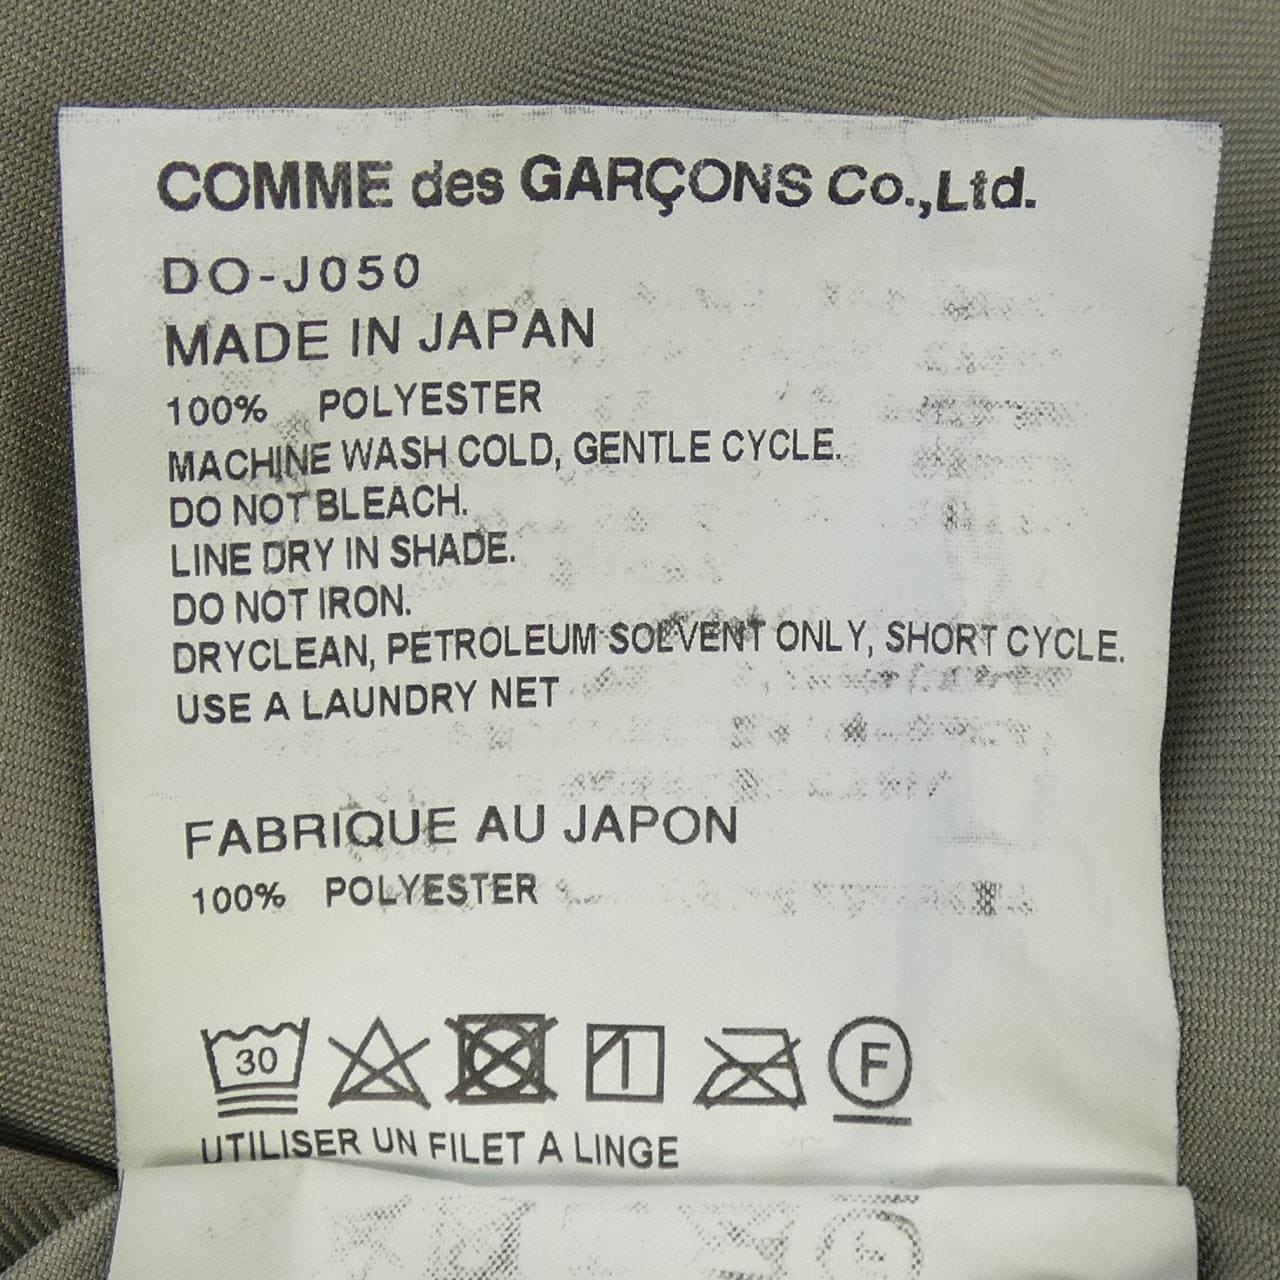 COMME des GARÇONS Co.,Ltd.
DO-J050
MADE IN JAPAN
100% POLYESTER
MACHINE WASH COLD, GENTLE CYCLE.
DO NOT BLEACH.
LINE DRY IN SHADE.
DO NOT IRON.
DRYCLEAN, PETROLEUM SOLVENT ONLY, SHORT CYCLE.
USE A LAUNDRY NET
FABRIQUE AU JAPON
100% POLYESTER
30 F
UTILISER UN FILET A LINGE